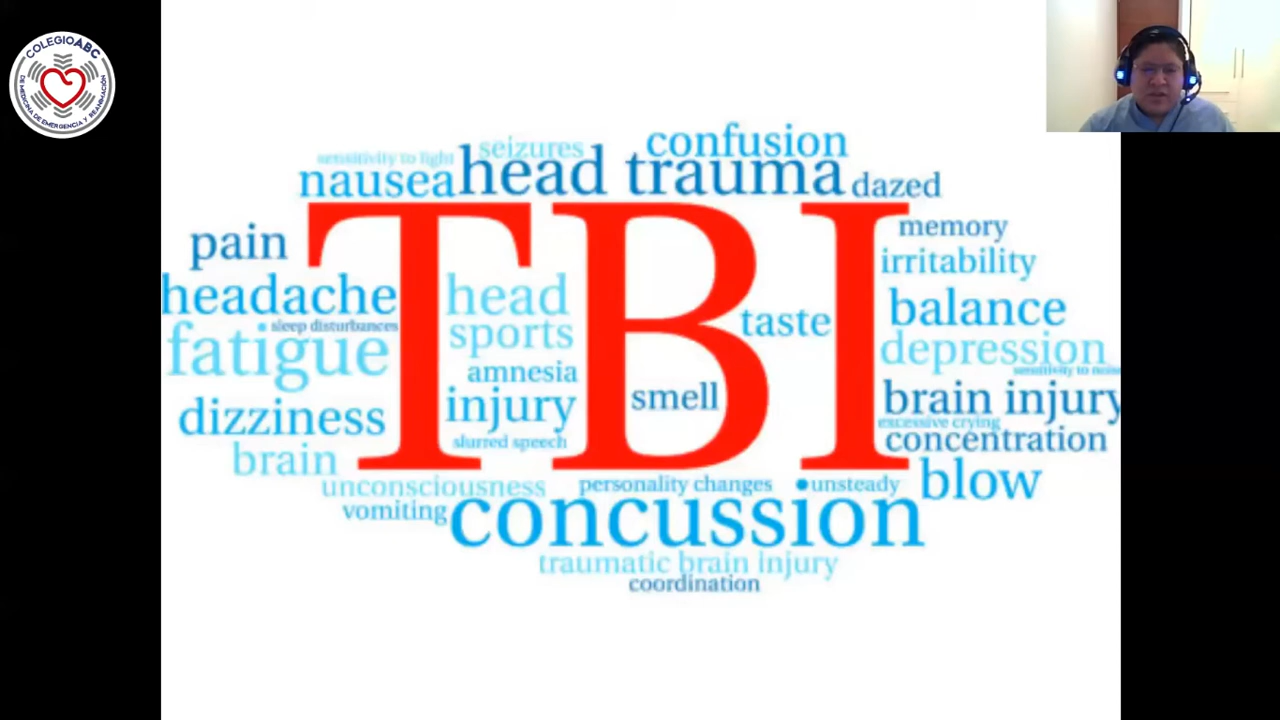 COLEGIOABC
DE MEDICINA DE EMERGENCIA Y REANIMACIÓN
sensitivity to light
seizures
confusion
nausea
head trauma
dazed
pain
memory
irritability
headache
head
balance
sleep disturbances
sports
taste
fatigue
depression
sensitivity to noise
amnesia
TBI
smell
brain injury
dizziness
injury
excessive crying
slurred speech
concentration
brain
unconsciousness
personality changes
unsteady
blow
vomiting
concussion
traumatic brain injury
coordination